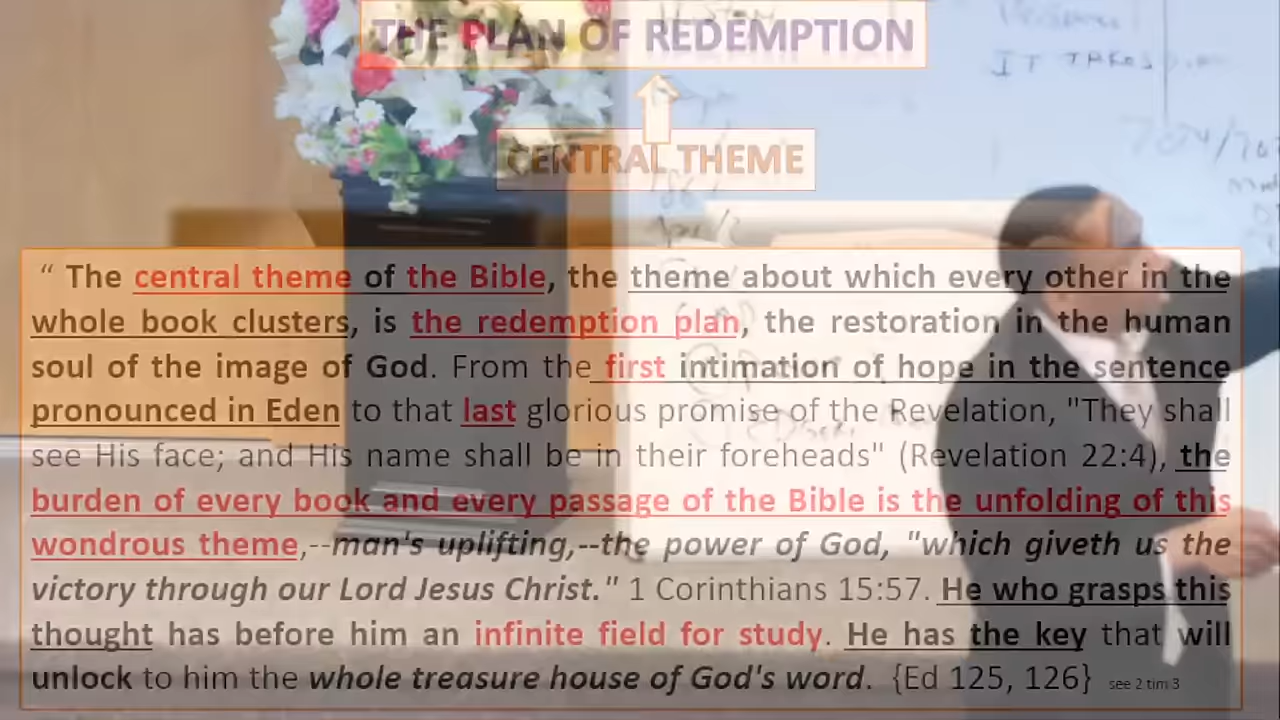 THE PLAN OF REDEMPTION
IT TAKES
CENTRAL THEME
“ The central theme of the Bible, the theme about which every other in the
whole book clusters, is the redemption plan, the restoration in the human
soul of the image of God. From the first intimation of hope in the sentence
pronounced in Eden to that last glorious promise of the Revelation, "They shall
see His face; and His name shall be in their foreheads" (Revelation 22:4), the
burden of every book and every passage of the Bible is the unfolding of this
wondrous theme,--man's uplifting,--the power of God, "which giveth us the
victory through our Lord Jesus Christ." 1 Corinthians 15:57. He who grasps this
thought has before him an infinite field for study. He has the key that will
unlock to him the whole treasure house of God's word. {Ed 125, 126} see 2 tim 3